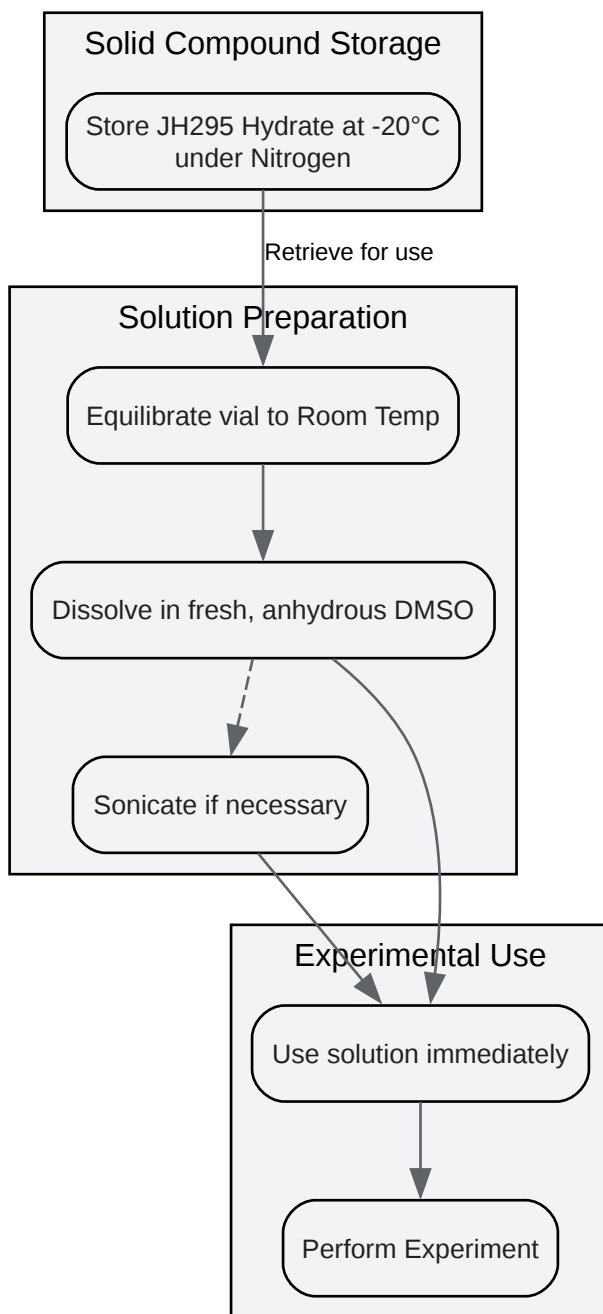 Solid Compound Storage
Store JH295 Hydrate at -20°C
under Nitrogen
Retrieve for use
Solution Preparation
Equilibrate vial to Room Temp
Dissolve in fresh, anhydrous DMSO
Sonicate if necessary
Experimental Use
Use solution immediately
Perform Experiment